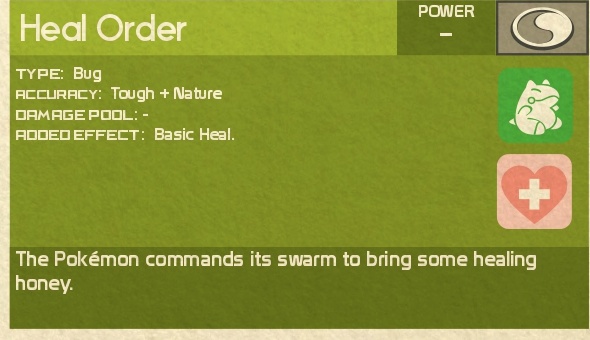 Heal Order
POWER
–
TYPE: Bug
ACCURACY: Tough + Nature
DAMAGE POOL: -
ADDED EFFECT: Basic Heal.
The Pokémon commands its swarm to bring some healing
honey.